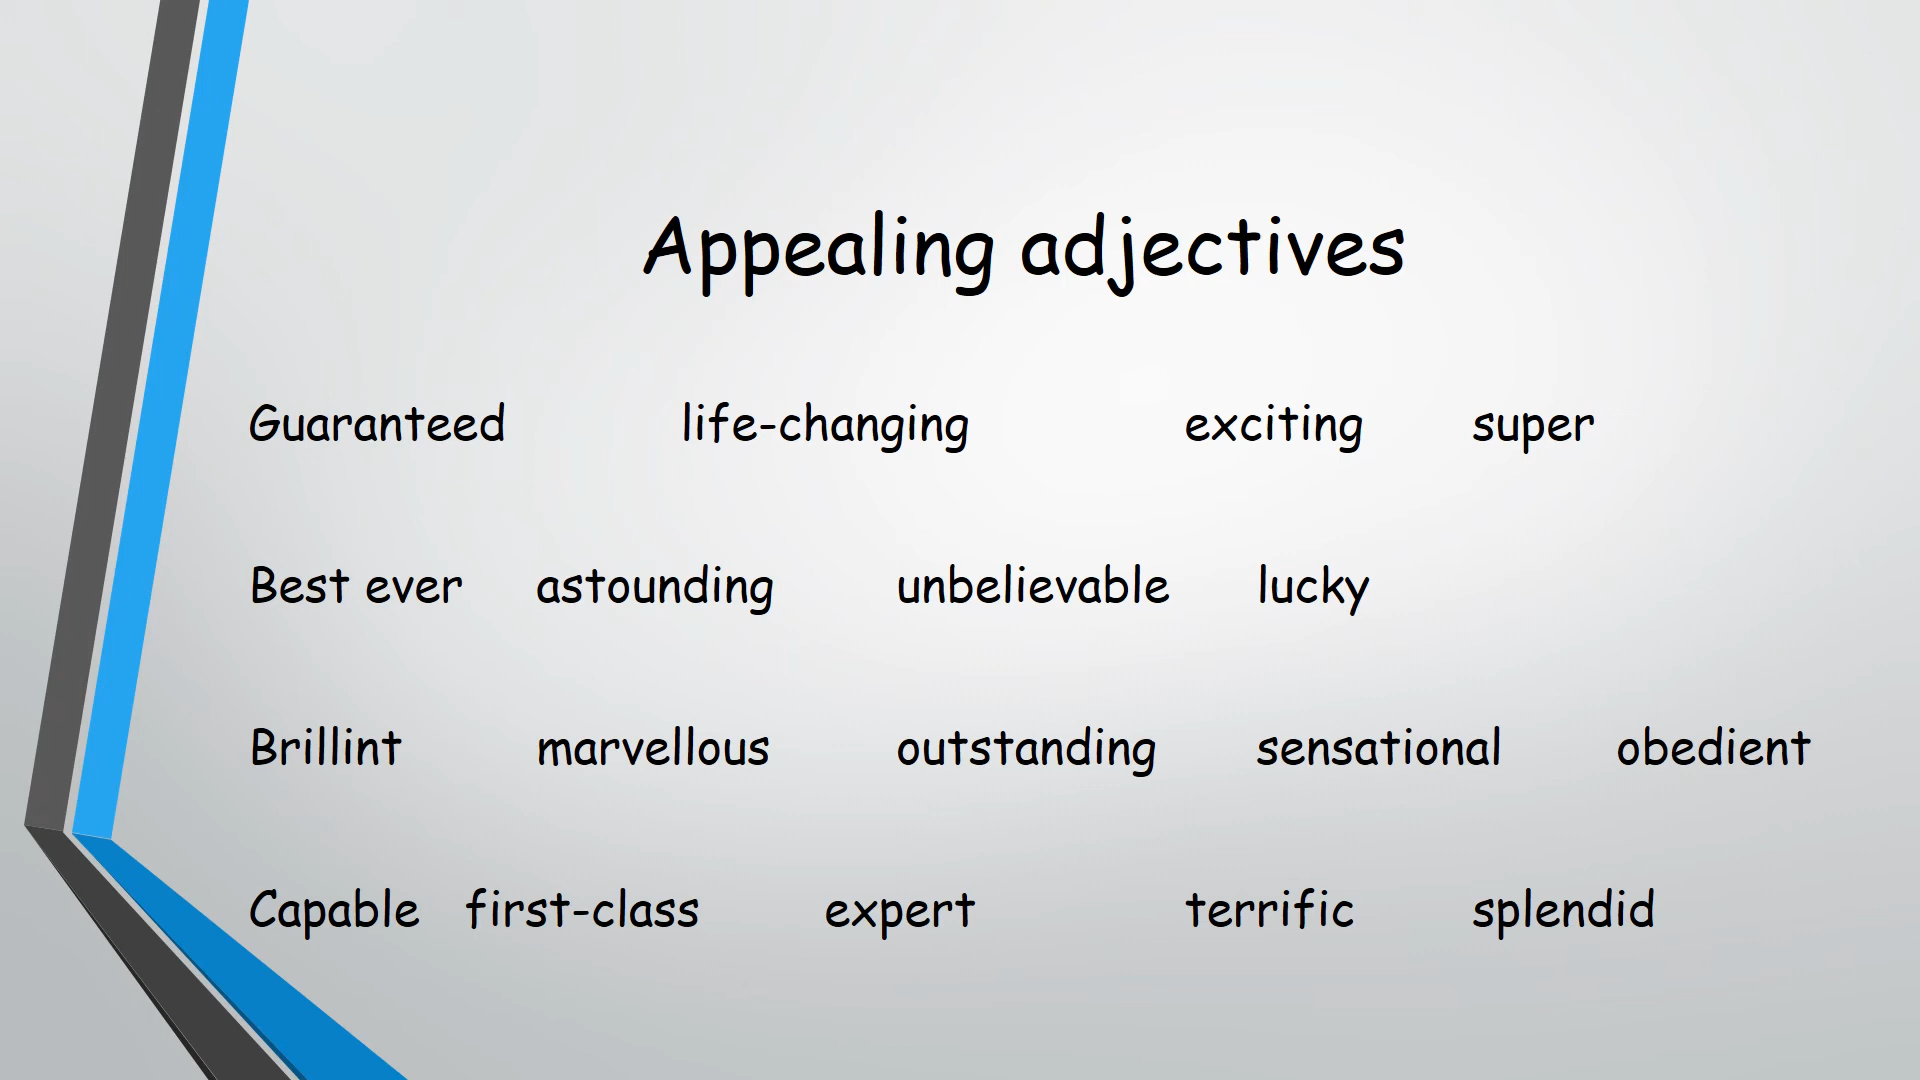 Appealing adjectives
Guaranteed life-changing exciting super
Best ever astounding unbelievable lucky
Brillint marvellous outstanding sensational obedient
Capable first-class expert terrific splendid